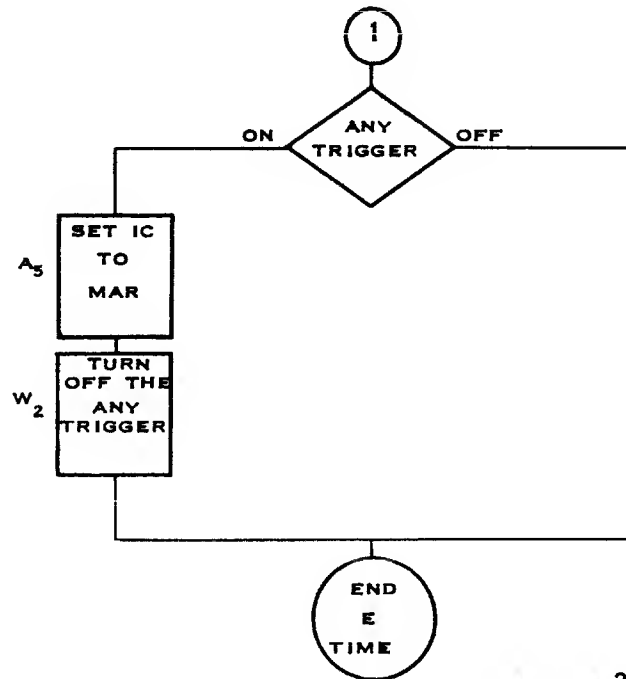 1
ANY
TRIGGER
ON
OFF
A5
SET IC
TO
MAR
W2
TURN
OFF THE
ANY
TRIGGER
END
E
TIME